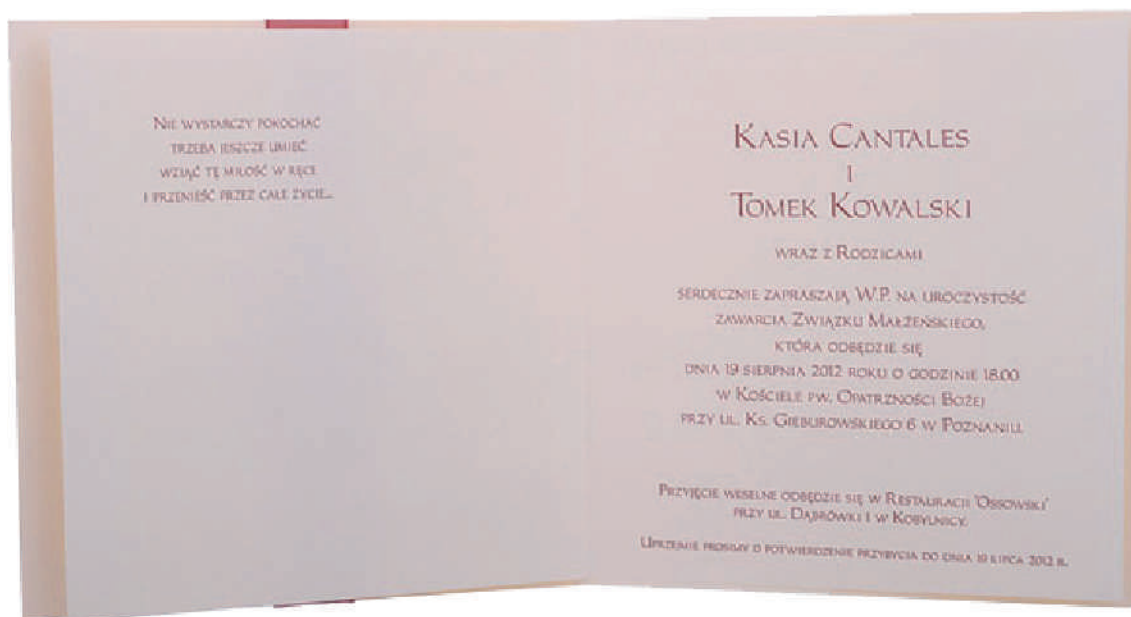 NIE WYSTARCZY POKOCHAĆ
TRZEBA JESZCZE UMIEĆ
WZIĄĆ TĘ MIŁOŚĆ W RĘCE
I PRZENIEŚĆ PRZEZ CAŁE ŻYCIE...
KASIA CANTALES
I
TOMEK KOWALSKI
WRAZ Z RODZICAMI
SERDECZNIE ZAPRASZAJĄ W.P. NA UROCZYSTOŚĆ
ZAWARCIA ZWIĄZKU MAŁŻEŃSKIEGO,
KTÓRA ODBĘDZIE SIĘ
DNIA 19 SIERPNIA 2012 ROKU O GODZINIE 18.00
W KOŚCIELE PW. OPATRZNOŚCI BOŻEJ
PRZY UL. KS. GIEBUROWSKIEGO 6 W POZNANIU.
PRZYJĘCIE WESELNE ODBĘDZIE SIĘ W RESTAURACJI 'OSSOWSKI'
PRZY UL. DĄBRÓWKI 1 W KOBYLNICY.
UPRZEJMIE PROSIMY O POTWIERDZENIE PRZYBYCIA DO DNIA 19 LIPCA 2012 R.